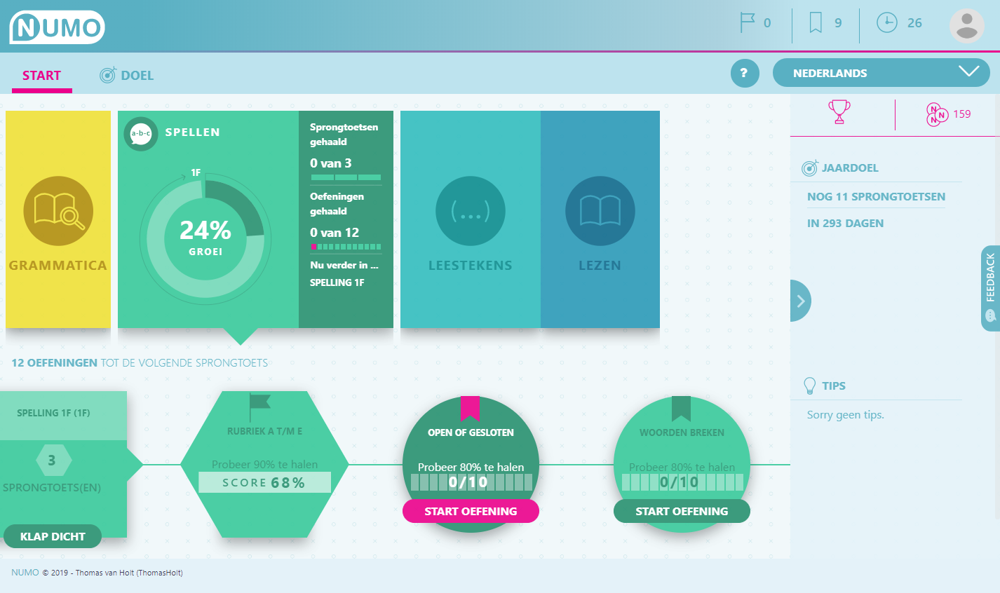 NUMO
0
9
26
START
DOEL
?
NEDERLANDS
GRAMMATICA
a-b-c
SPELLEN
1F
24%
GROEI
Sprongtoetsen
gehaald
0 van 3
Oefeningen
gehaald
0 van 12
Nu verder in ...
SPELLING 1F
(...)
LEESTEKENS
LEZEN
N
N
N
159
JAARDOEL
NOG 11 SPRONGTOETSEN
IN 293 DAGEN
FEEDBACK
TIPS
Sorry geen tips.
12 OEFENINGEN TOT DE VOLGENDE SPRONGTOETS
SPELLING 1F (1F)
3
SPRONGTOETS(EN)
KLAP DICHT
RUBRIEK A T/M E
Probeer 90% te halen
SCORE 68%
OPEN OF GESLOTEN
Probeer 80% te halen
0/10
START OEFENING
WOORDEN BREKEN
Probeer 80% te halen
0/10
START OEFENING
NUMO © 2019 - Thomas van Holt (ThomasHolt)